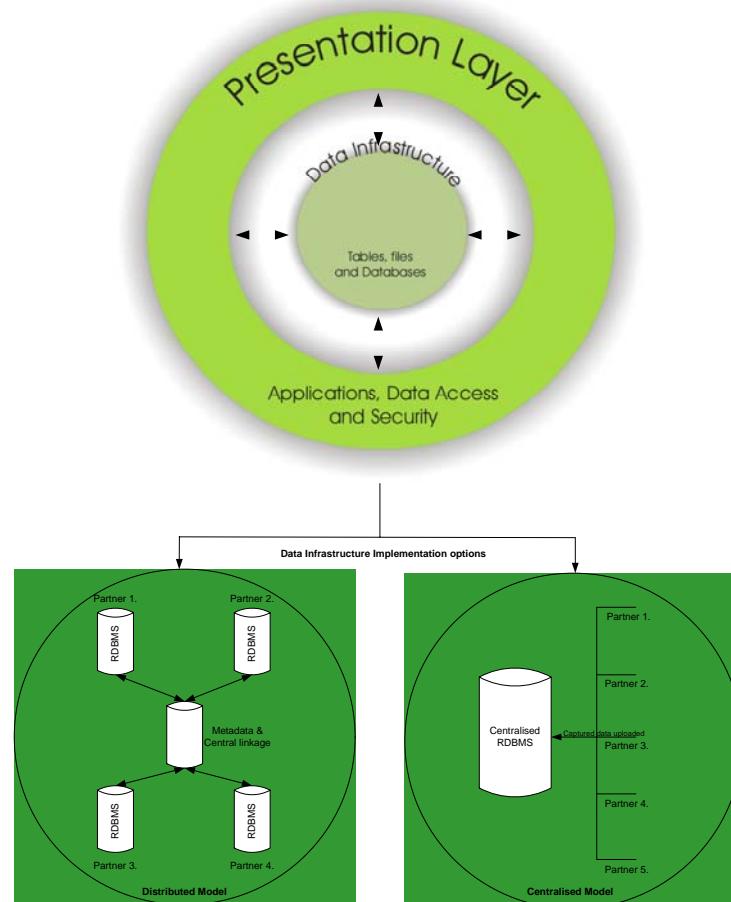 Presentation Layer
Data Infrastructure
Tables, files
and Databases
Applications, Data Access
and Security
Data Infrastructure Implementation options
Partner 1.
Partner 2.
RDBMS
RDBMS
Metadata &
Central linkage
RDBMS
RDBMS
Partner 3.
Partner 4.
Distributed Model
Partner 1.
Partner 2.
Centralised
RDBMS
Captured data uploaded
Partner 3.
Partner 4.
Partner 5.
Centralised Model